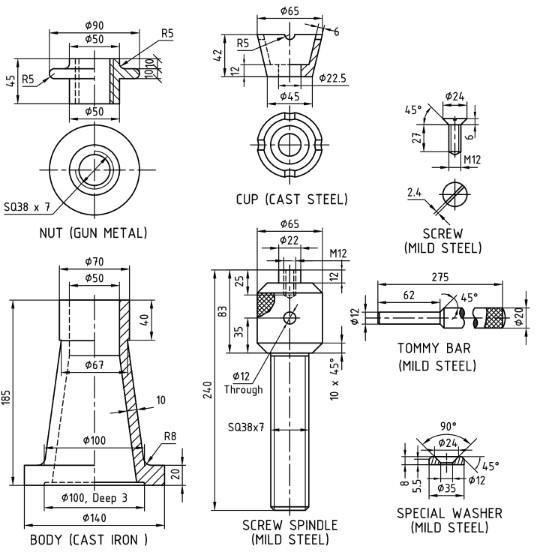 φ90
φ50
R5
10
10
45
R5
φ50
SQ38 x 7
NUT (GUN METAL)
φ65
R5
6
42
12
φ22.5
φ45
CUP (CAST STEEL)
φ24
45°
27
6
M12
2.4
SCREW
(MILD STEEL)
φ70
φ50
40
185
φ67
10
φ100
R8
20
φ100, Deep 3
φ140
BODY (CAST IRON )
φ65
φ22
M12
25
12
83
35
240
φ12
Through
10 x 45°
SQ38x7
SCREW SPINDLE
(MILD STEEL)
275
62
45°
φ12
φ20
TOMMY BAR
(MILD STEEL)
90°
φ24
45°
8
5.5
φ12
φ35
SPECIAL WASHER
(MILD STEEL)